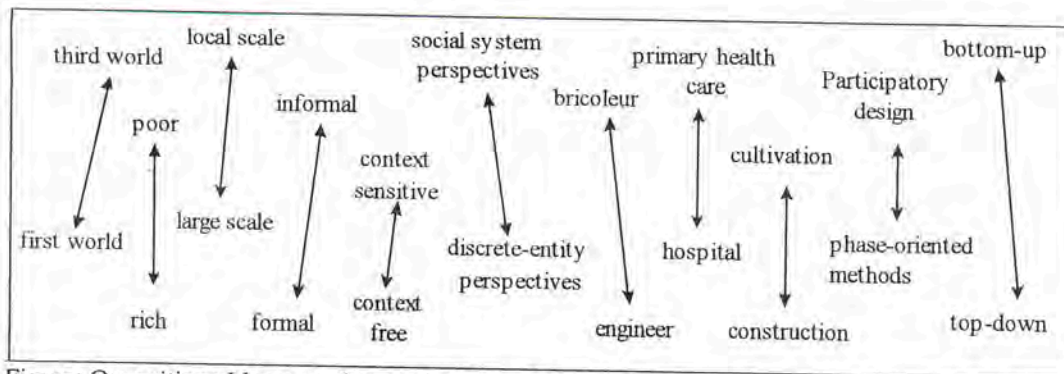 third world
first world
poor
rich
local scale
large scale
informal
formal
context
sensitive
context
free
social system
perspectives
discrete-entity
perspectives
bricoleur
engineer
primary health
care
hospital
cultivation
construction
Participatory
design
phase-oriented
methods
bottom-up
top-down